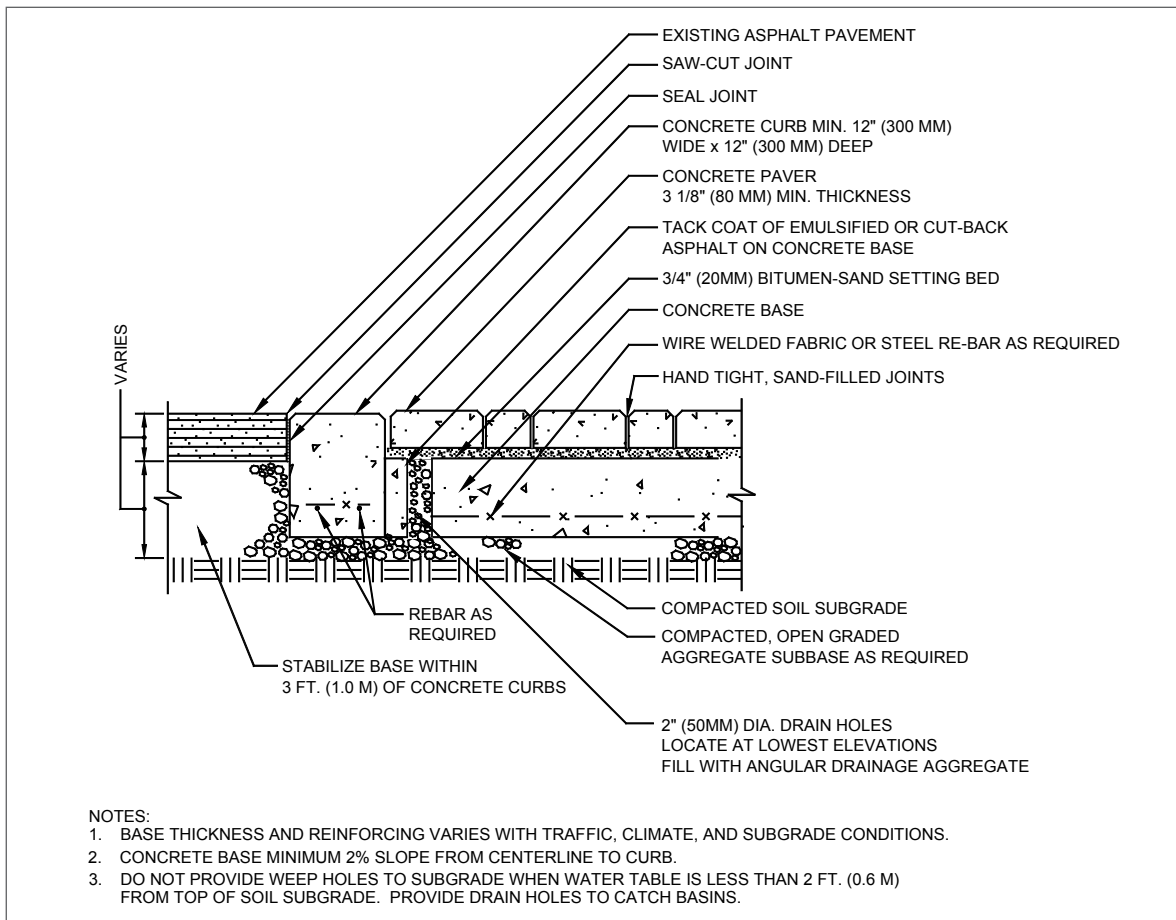 EXISTING ASPHALT PAVEMENT
SAW-CUT JOINT
SEAL JOINT
CONCRETE CURB MIN. 12" (300 MM)
WIDE x 12" (300 MM) DEEP
CONCRETE PAVER
3 1/8" (80 MM) MIN. THICKNESS
TACK COAT OF EMULSIFIED OR CUT-BACK
ASPHALT ON CONCRETE BASE
3/4" (20MM) BITUMEN-SAND SETTING BED
CONCRETE BASE
WIRE WELDED FABRIC OR STEEL RE-BAR AS REQUIRED
HAND TIGHT, SAND-FILLED JOINTS
VARIES
COMPACTED SOIL SUBGRADE
COMPACTED, OPEN GRADED
AGGREGATE SUBBASE AS REQUIRED
REBAR AS
REQUIRED
STABILIZE BASE WITHIN
3 FT. (1.0 M) OF CONCRETE CURBS
2" (50MM) DIA. DRAIN HOLES
LOCATE AT LOWEST ELEVATIONS
FILL WITH ANGULAR DRAINAGE AGGREGATE
NOTES:
1. BASE THICKNESS AND REINFORCING VARIES WITH TRAFFIC, CLIMATE, AND SUBGRADE CONDITIONS.
2. CONCRETE BASE MINIMUM 2% SLOPE FROM CENTERLINE TO CURB.
3. DO NOT PROVIDE WEEP HOLES TO SUBGRADE WHEN WATER TABLE IS LESS THAN 2 FT. (0.6 M)
FROM TOP OF SOIL SUBGRADE. PROVIDE DRAIN HOLES TO CATCH BASINS.